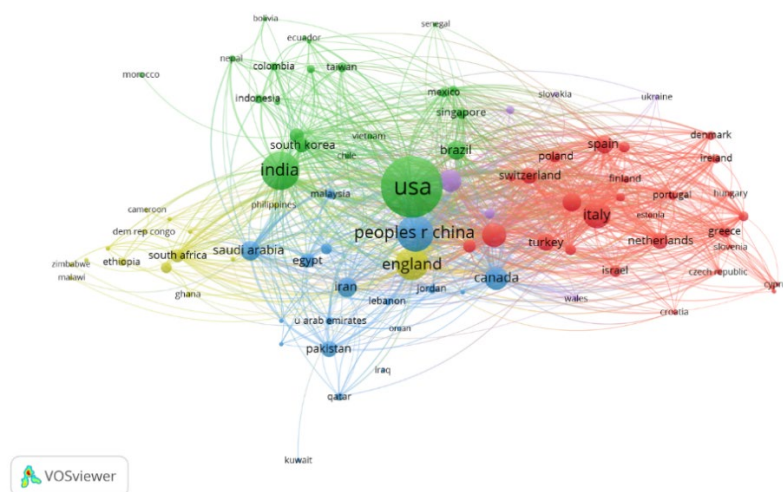 bolivia
senegal
ecuador
nepal
colombia
taiwan
morocco
mexico
slovakia
ukraine
indonesia
singapore
vietnam
south korea
chile
brazil
poland
spain
denmark
ireland
india
usa
switzerland
finland
malaysia
philippines
portugal
hungary
cameroon
italy
estonia
dem rep congo
peoples r china
greece
saudi arabia
turkey
netherlands
slovenia
south africa
egypt
england
zimbabwe
ethiopia
malawi
israel
czech republic
canada
cypr
iran
jordan
ghana
lebanon
wales
croatia
u arab emirates
oman
pakistan
iraq
qatar
kuwait
VOSviewer